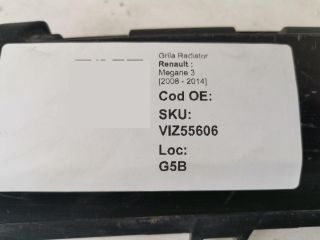 Grila Radiator
Renault :
Megane 3
[2008 - 2014]
Cod OE:
SKU:
VIZ55606
Loc:
G5B